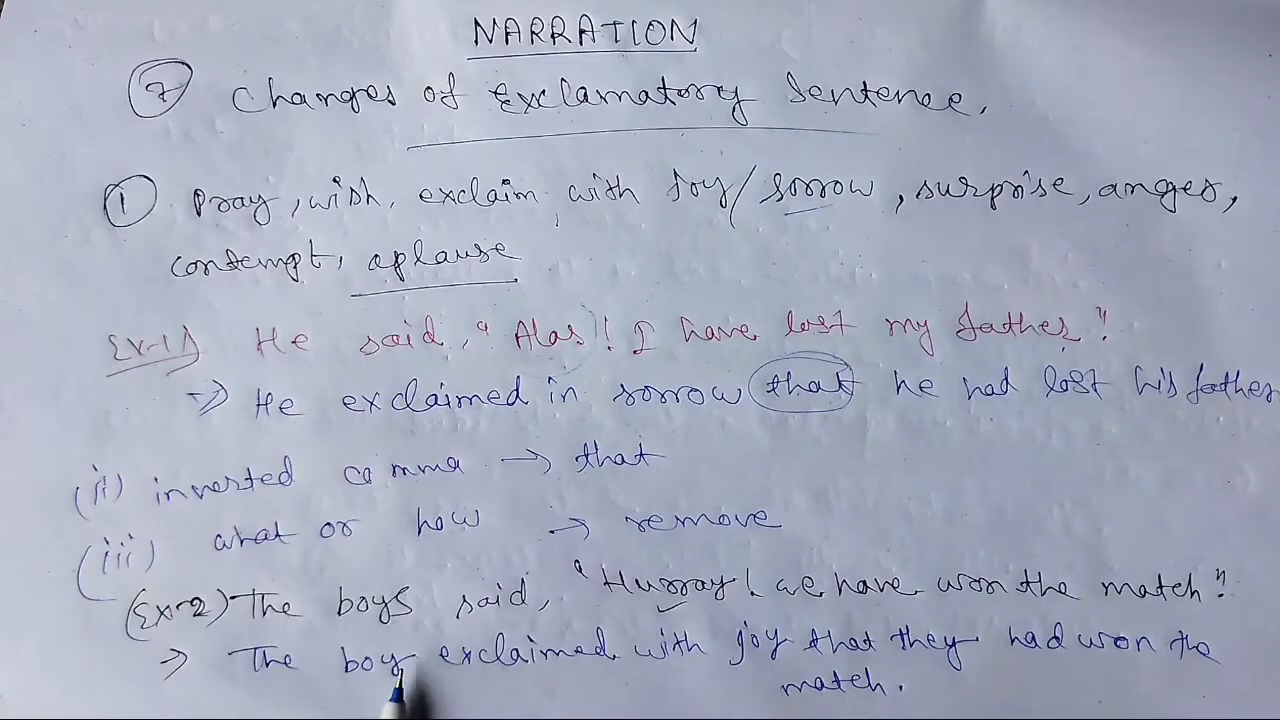 NARRATION
(7) Changes of Exclamatory Sentence.
(1) Pray, wish, exclaim with Joy/sorrow, surprise, anger,
contempt, aplause
Ex-1) He said, "Alas! I have lost my father."
→ He exclaimed in sorrow that he had lost his father
(ii) inverted comma → that
(iii) what or how → remove
(Ex-2) The boys said, "Hurray! we have won the match".
→ The boy exclaimed with joy that they had won the
match.